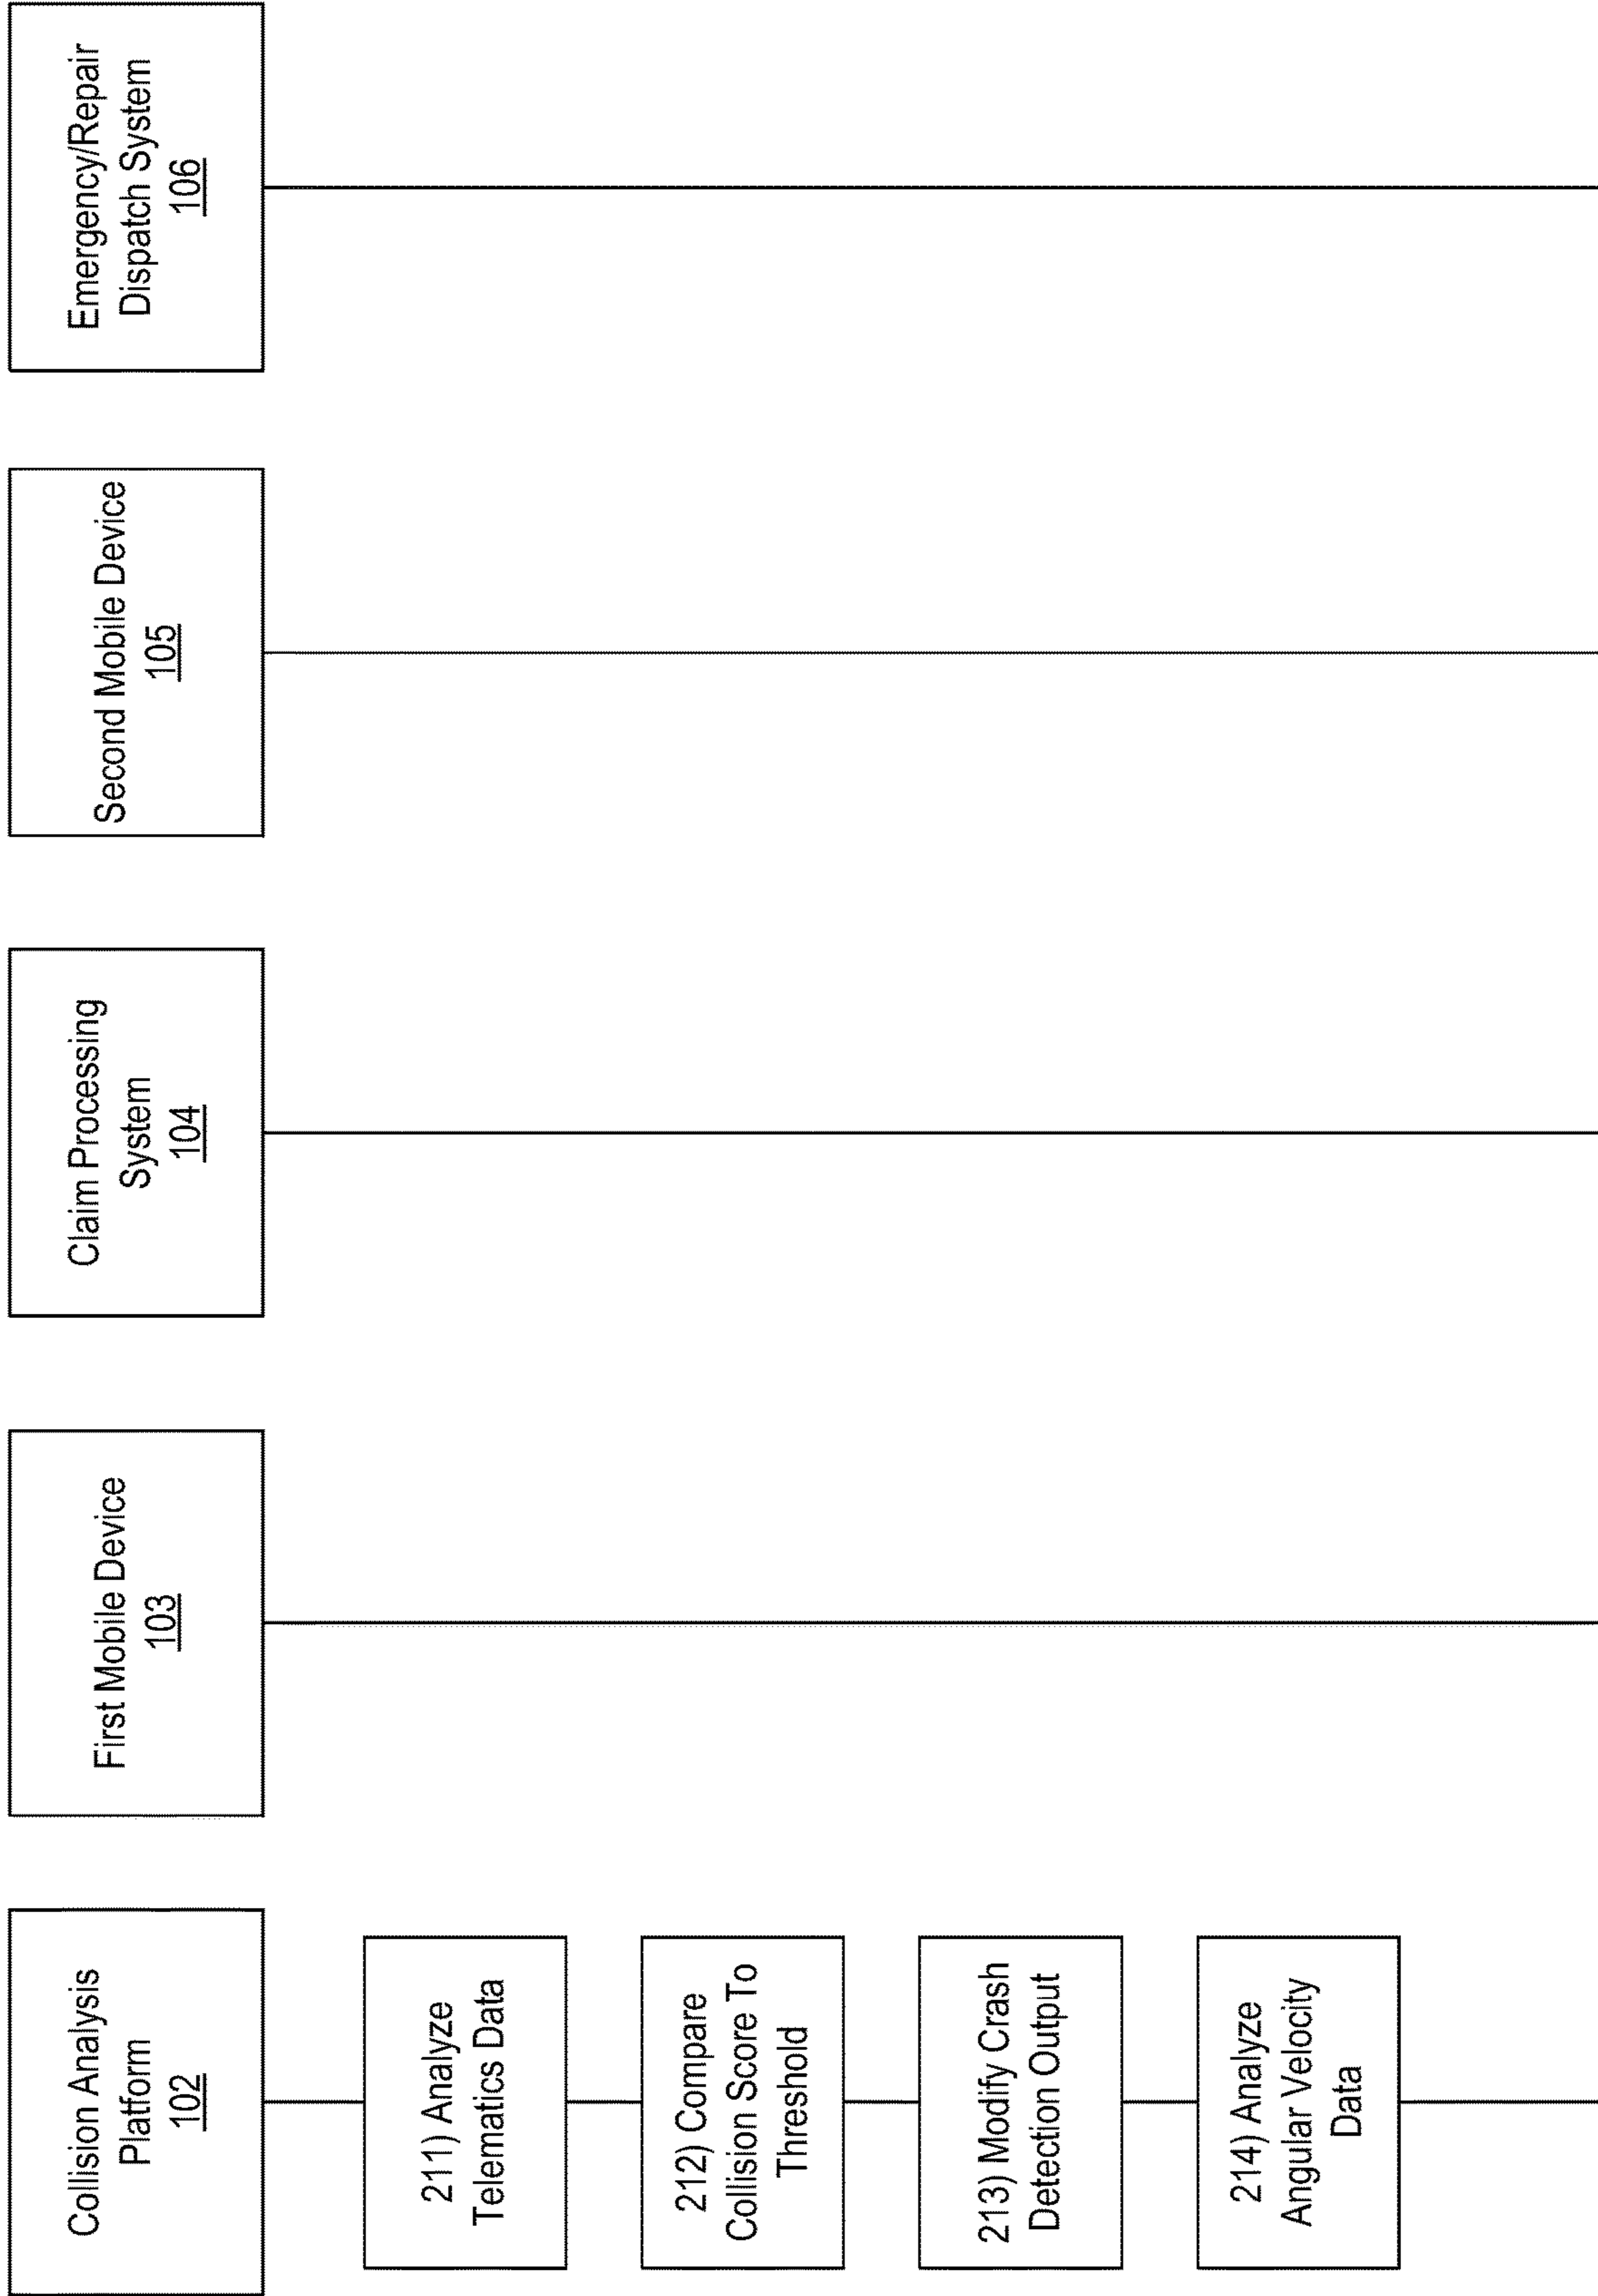 Collision Analysis
Platform
102
First Mobile Device
103
Claim Processing
System
104
Second Mobile Device
105
Emergency/Repair
Dispatch System
106
211) Analyze
Telematics Data
212) Compare
Collision Score To
Threshold
213) Modify Crash
Detection Output
214) Analyze
Angular Velocity
Data